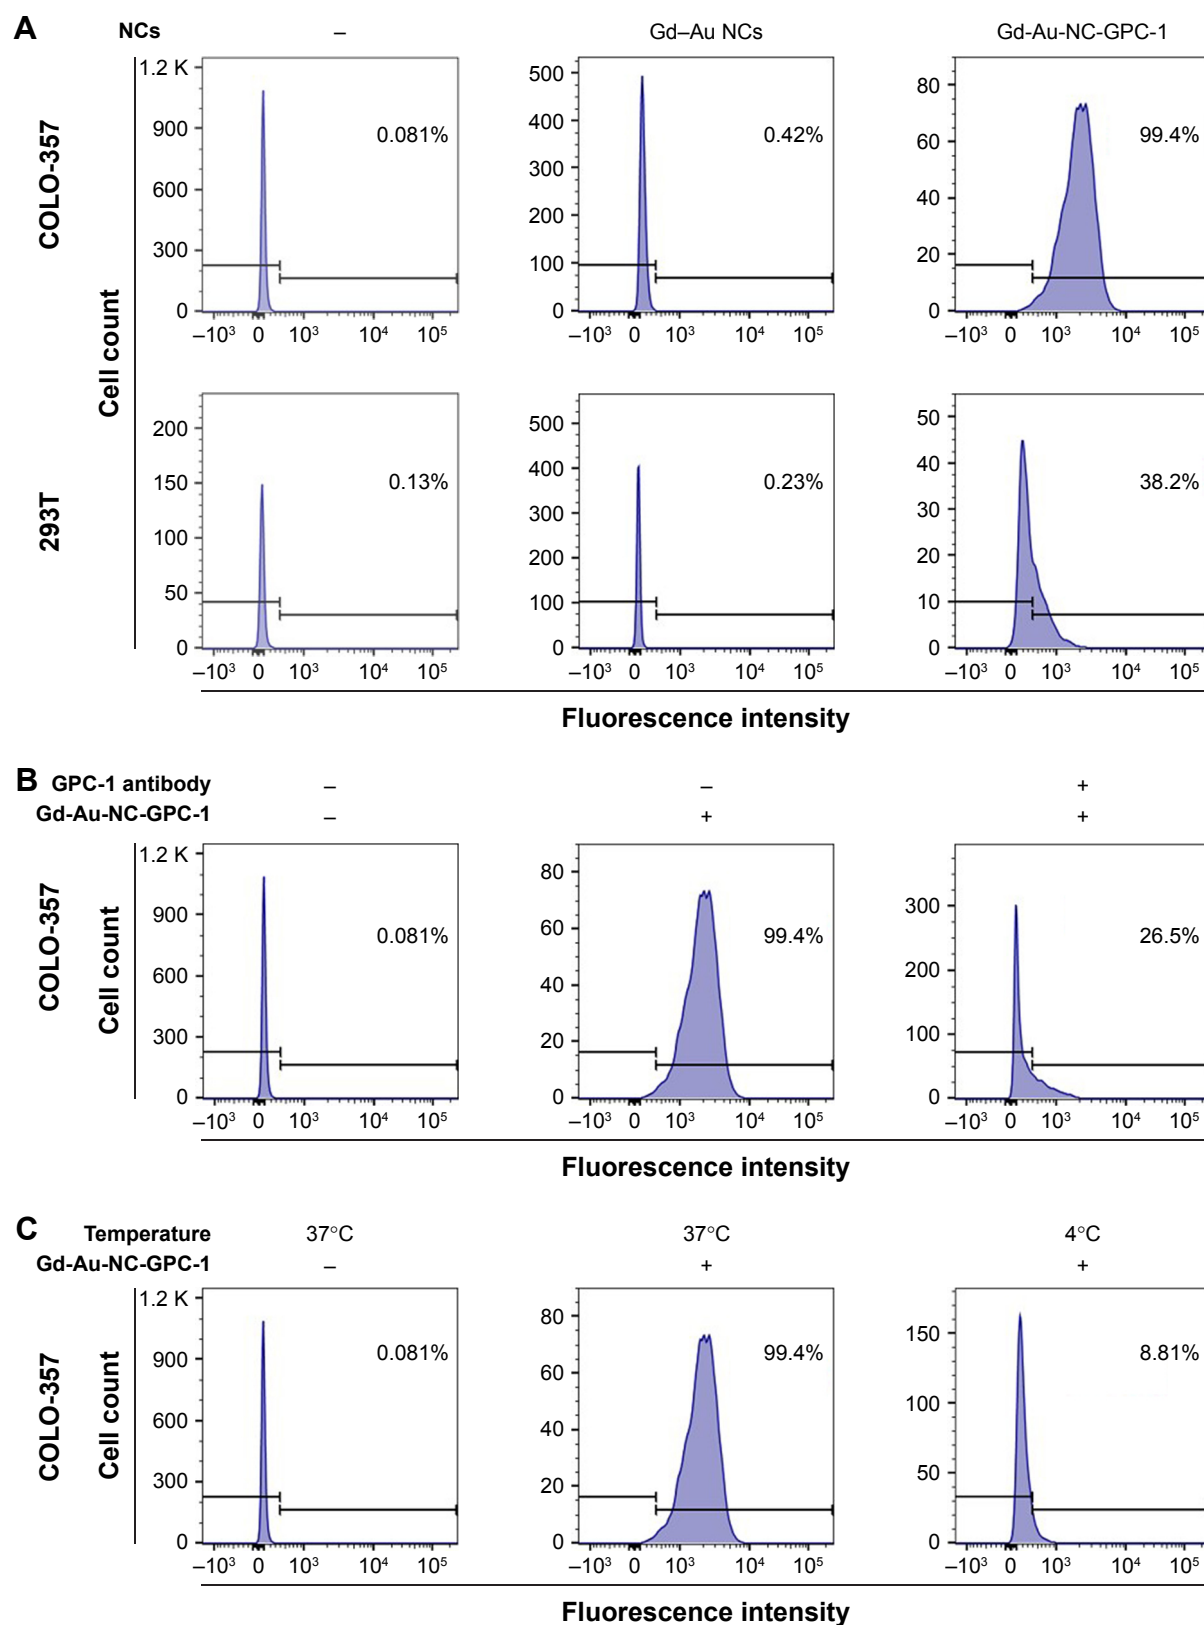 A NCs – Gd–Au NCs Gd-Au-NC-GPC-1
COLO-357
Cell count
1.2 K
900
600
300
0
0.081%
–10³ 0 10³ 10⁴ 10⁵
500
400
300
200
100
0
0.42%
–10³ 0 10³ 10⁴ 10⁵
80
60
40
20
0
99.4%
–10³ 0 10³ 10⁴ 10⁵
293T
200
150
100
50
0
0.13%
–10³ 0 10³ 10⁴ 10⁵
500
400
300
200
100
0
0.23%
–10³ 0 10³ 10⁴ 10⁵
50
40
30
20
10
0
38.2%
–10³ 0 10³ 10⁴ 10⁵
Fluorescence intensity
B GPC-1 antibody – – +
Gd-Au-NC-GPC-1 – + +
COLO-357
Cell count
1.2 K
900
600
300
0
0.081%
–10³ 0 10³ 10⁴ 10⁵
80
60
40
20
0
99.4%
–10³ 0 10³ 10⁴ 10⁵
300
200
100
0
26.5%
–10³ 0 10³ 10⁴ 10⁵
Fluorescence intensity
C Temperature 37°C 37°C 4°C
Gd-Au-NC-GPC-1 – + +
COLO-357
Cell count
1.2 K
900
600
300
0
0.081%
–10³ 0 10³ 10⁴ 10⁵
80
60
40
20
0
99.4%
–10³ 0 10³ 10⁴ 10⁵
150
100
50
0
8.81%
–10³ 0 10³ 10⁴ 10⁵
Fluorescence intensity